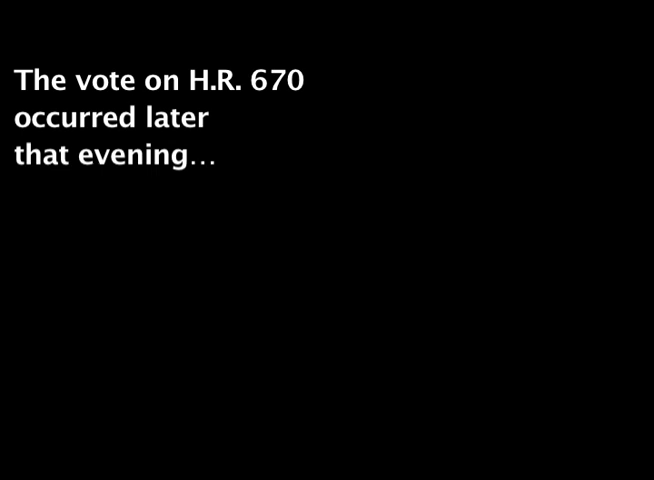 The vote on H.R. 670
occurred later
that evening…